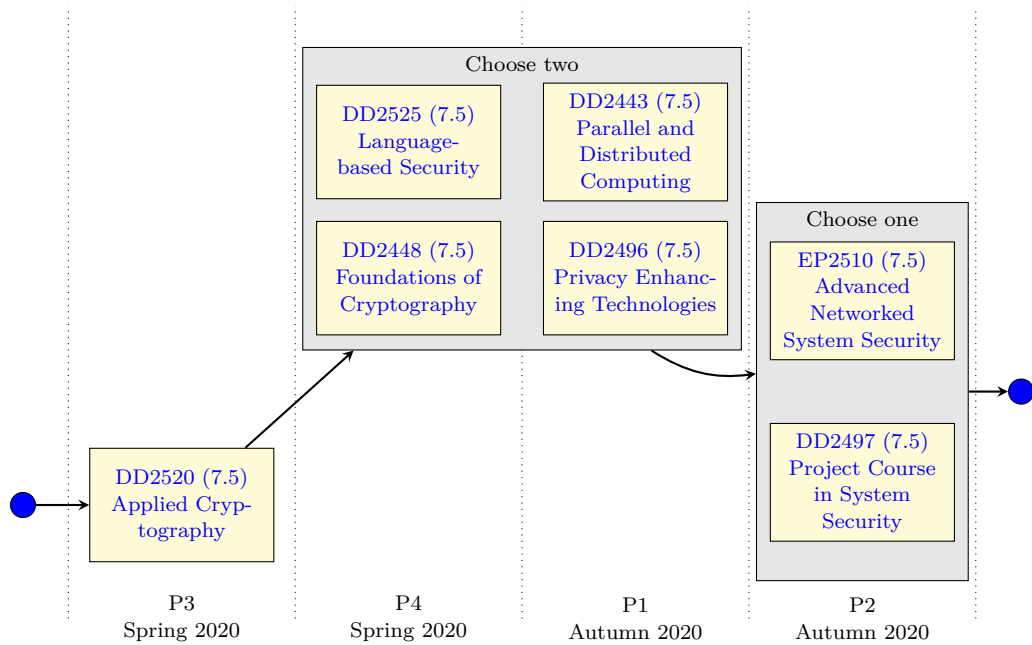 Choose two
DD2525 (7.5)
Language-
based Security
DD2443 (7.5)
Parallel and
Distributed
Computing
DD2448 (7.5)
Foundations of
Cryptography
DD2496 (7.5)
Privacy Enhanc-
ing Technologies
Choose one
EP2510 (7.5)
Advanced
Networked
System Security
DD2497 (7.5)
Project Course
in System
Security
DD2520 (7.5)
Applied Cryp-
tography
P3
Spring 2020
P4
Spring 2020
P1
Autumn 2020
P2
Autumn 2020